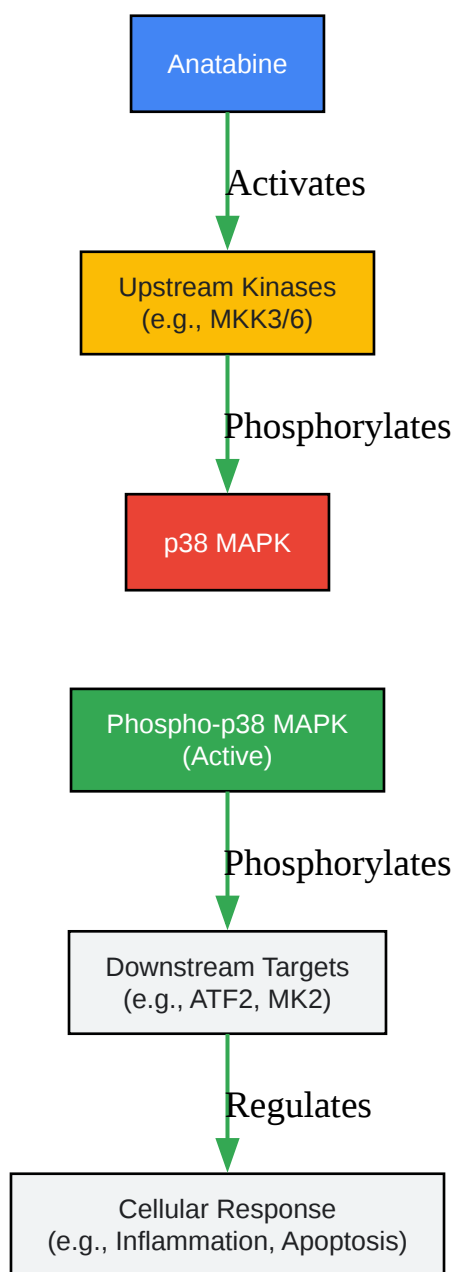 Anatabine
Activates
Upstream Kinases
(e.g., MKK3/6)
Phosphorylates
p38 MAPK
Phospho-p38 MAPK
(Active)
Phosphorylates
Downstream Targets
(e.g., ATF2, MK2)
Regulates
Cellular Response
(e.g., Inflammation, Apoptosis)